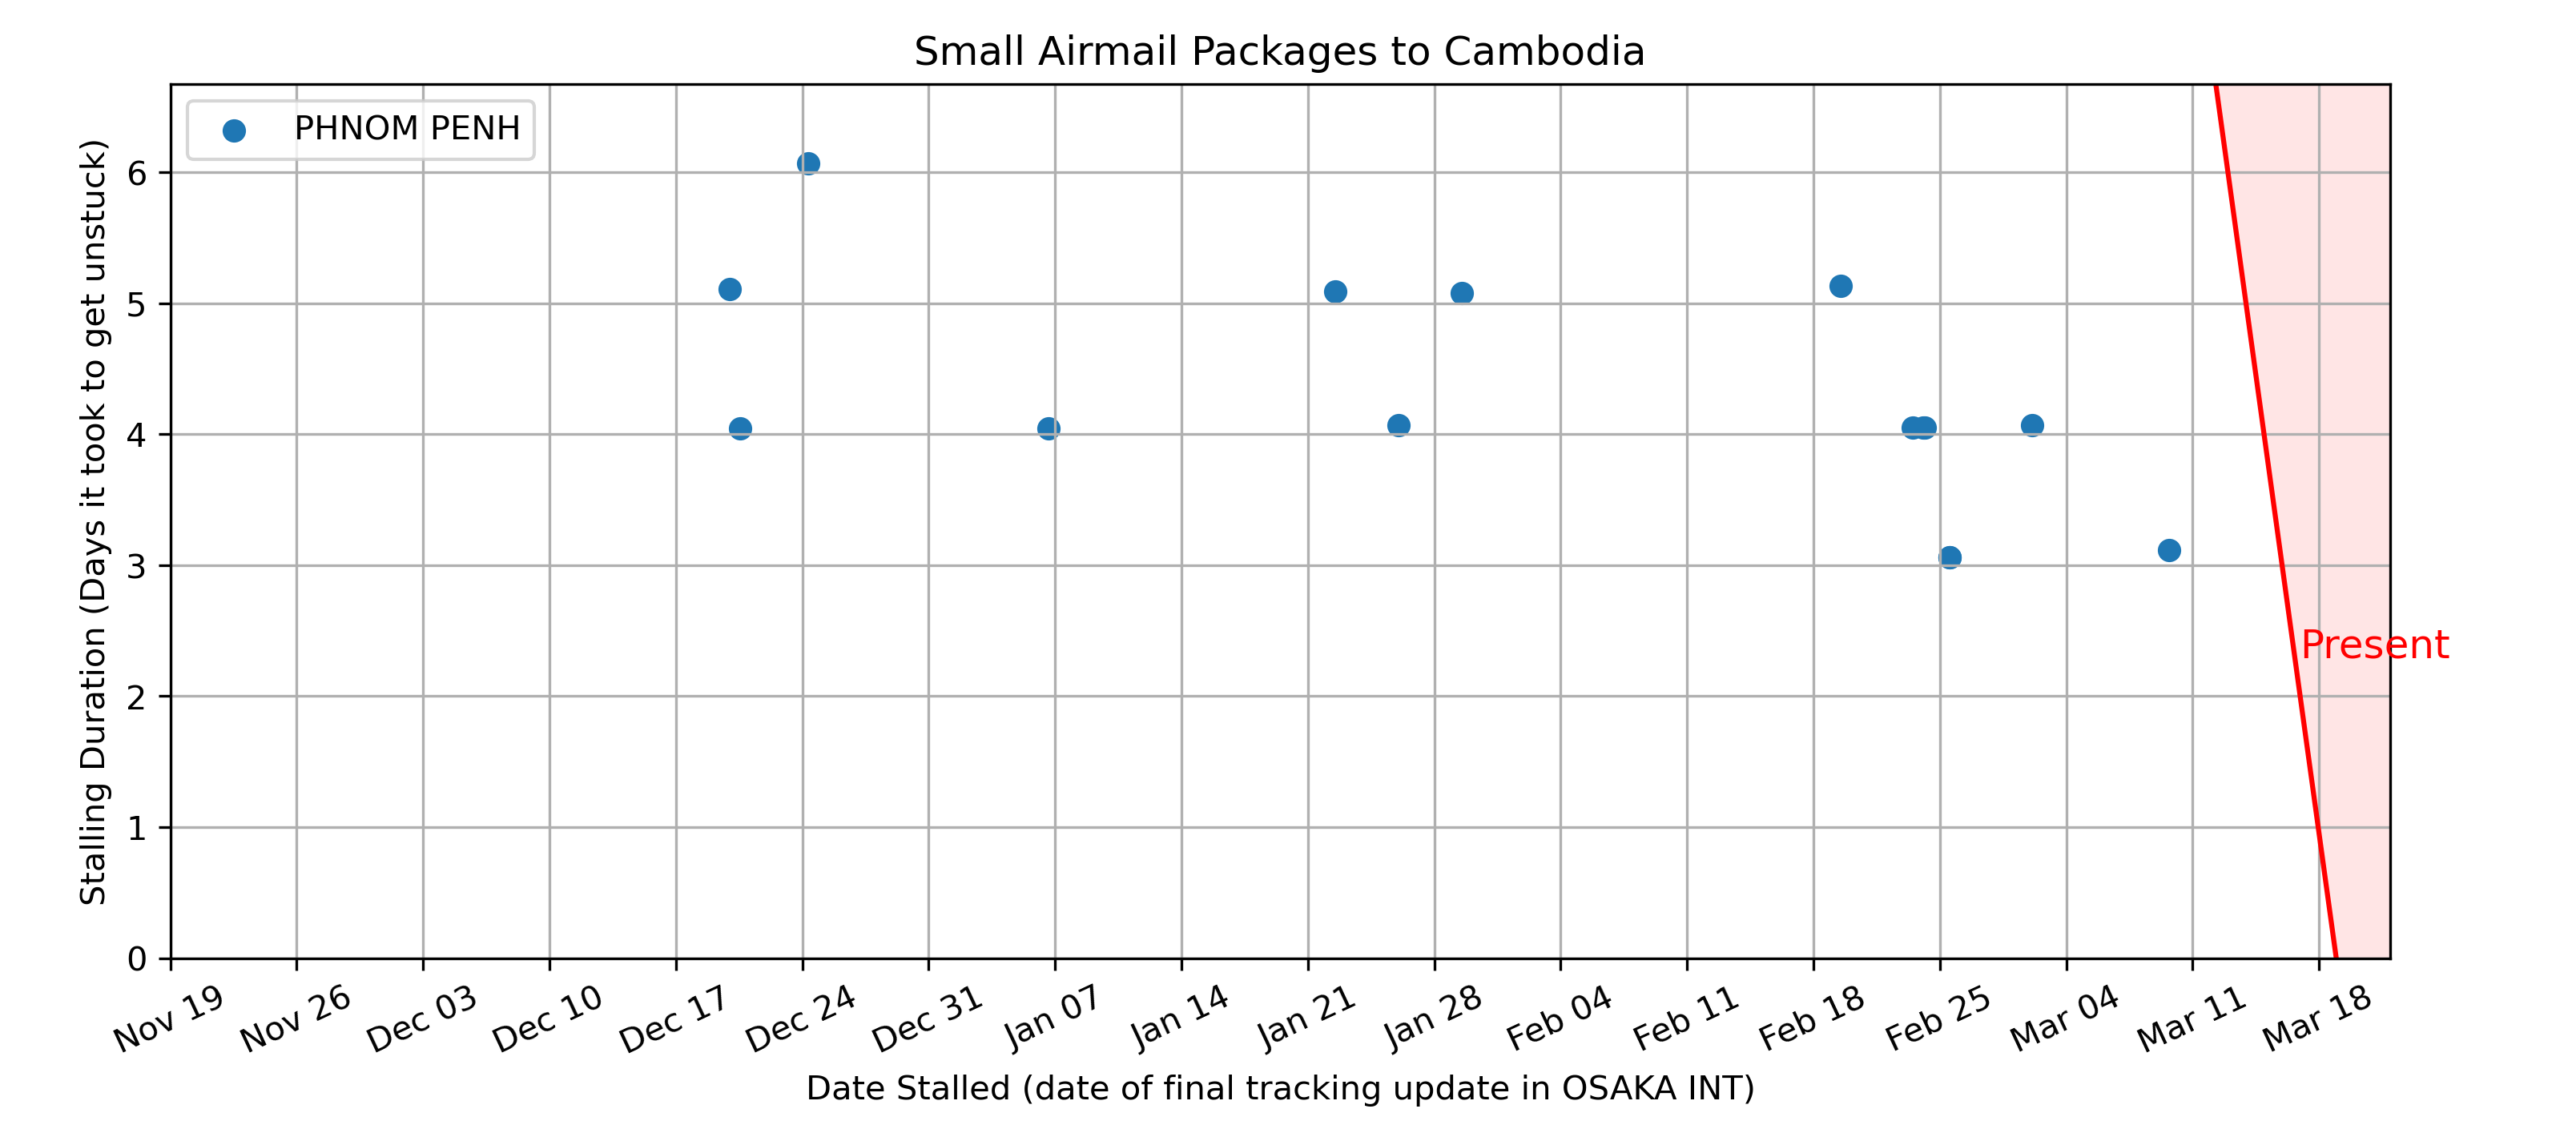 Small Airmail Packages to Cambodia
PHNOM PENH
Stalling Duration (Days it took to get unstuck)
6
5
4
3
2
1
0
Present
Nov 19
Nov 26
Dec 03
Dec 10
Dec 17
Dec 24
Dec 31
Jan 07
Jan 14
Jan 21
Jan 28
Feb 04
Feb 11
Feb 18
Feb 25
Mar 04
Mar 11
Mar 18
Date Stalled (date of final tracking update in OSAKA INT)